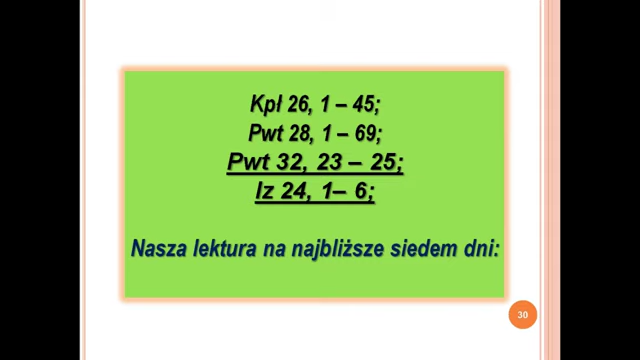 Kpł 26, 1 – 45;
Pwt 28, 1 – 69;
Pwt 32, 23 – 25;
Iz 24, 1– 6;
Nasza lektura na najbliższe siedem dni:
30